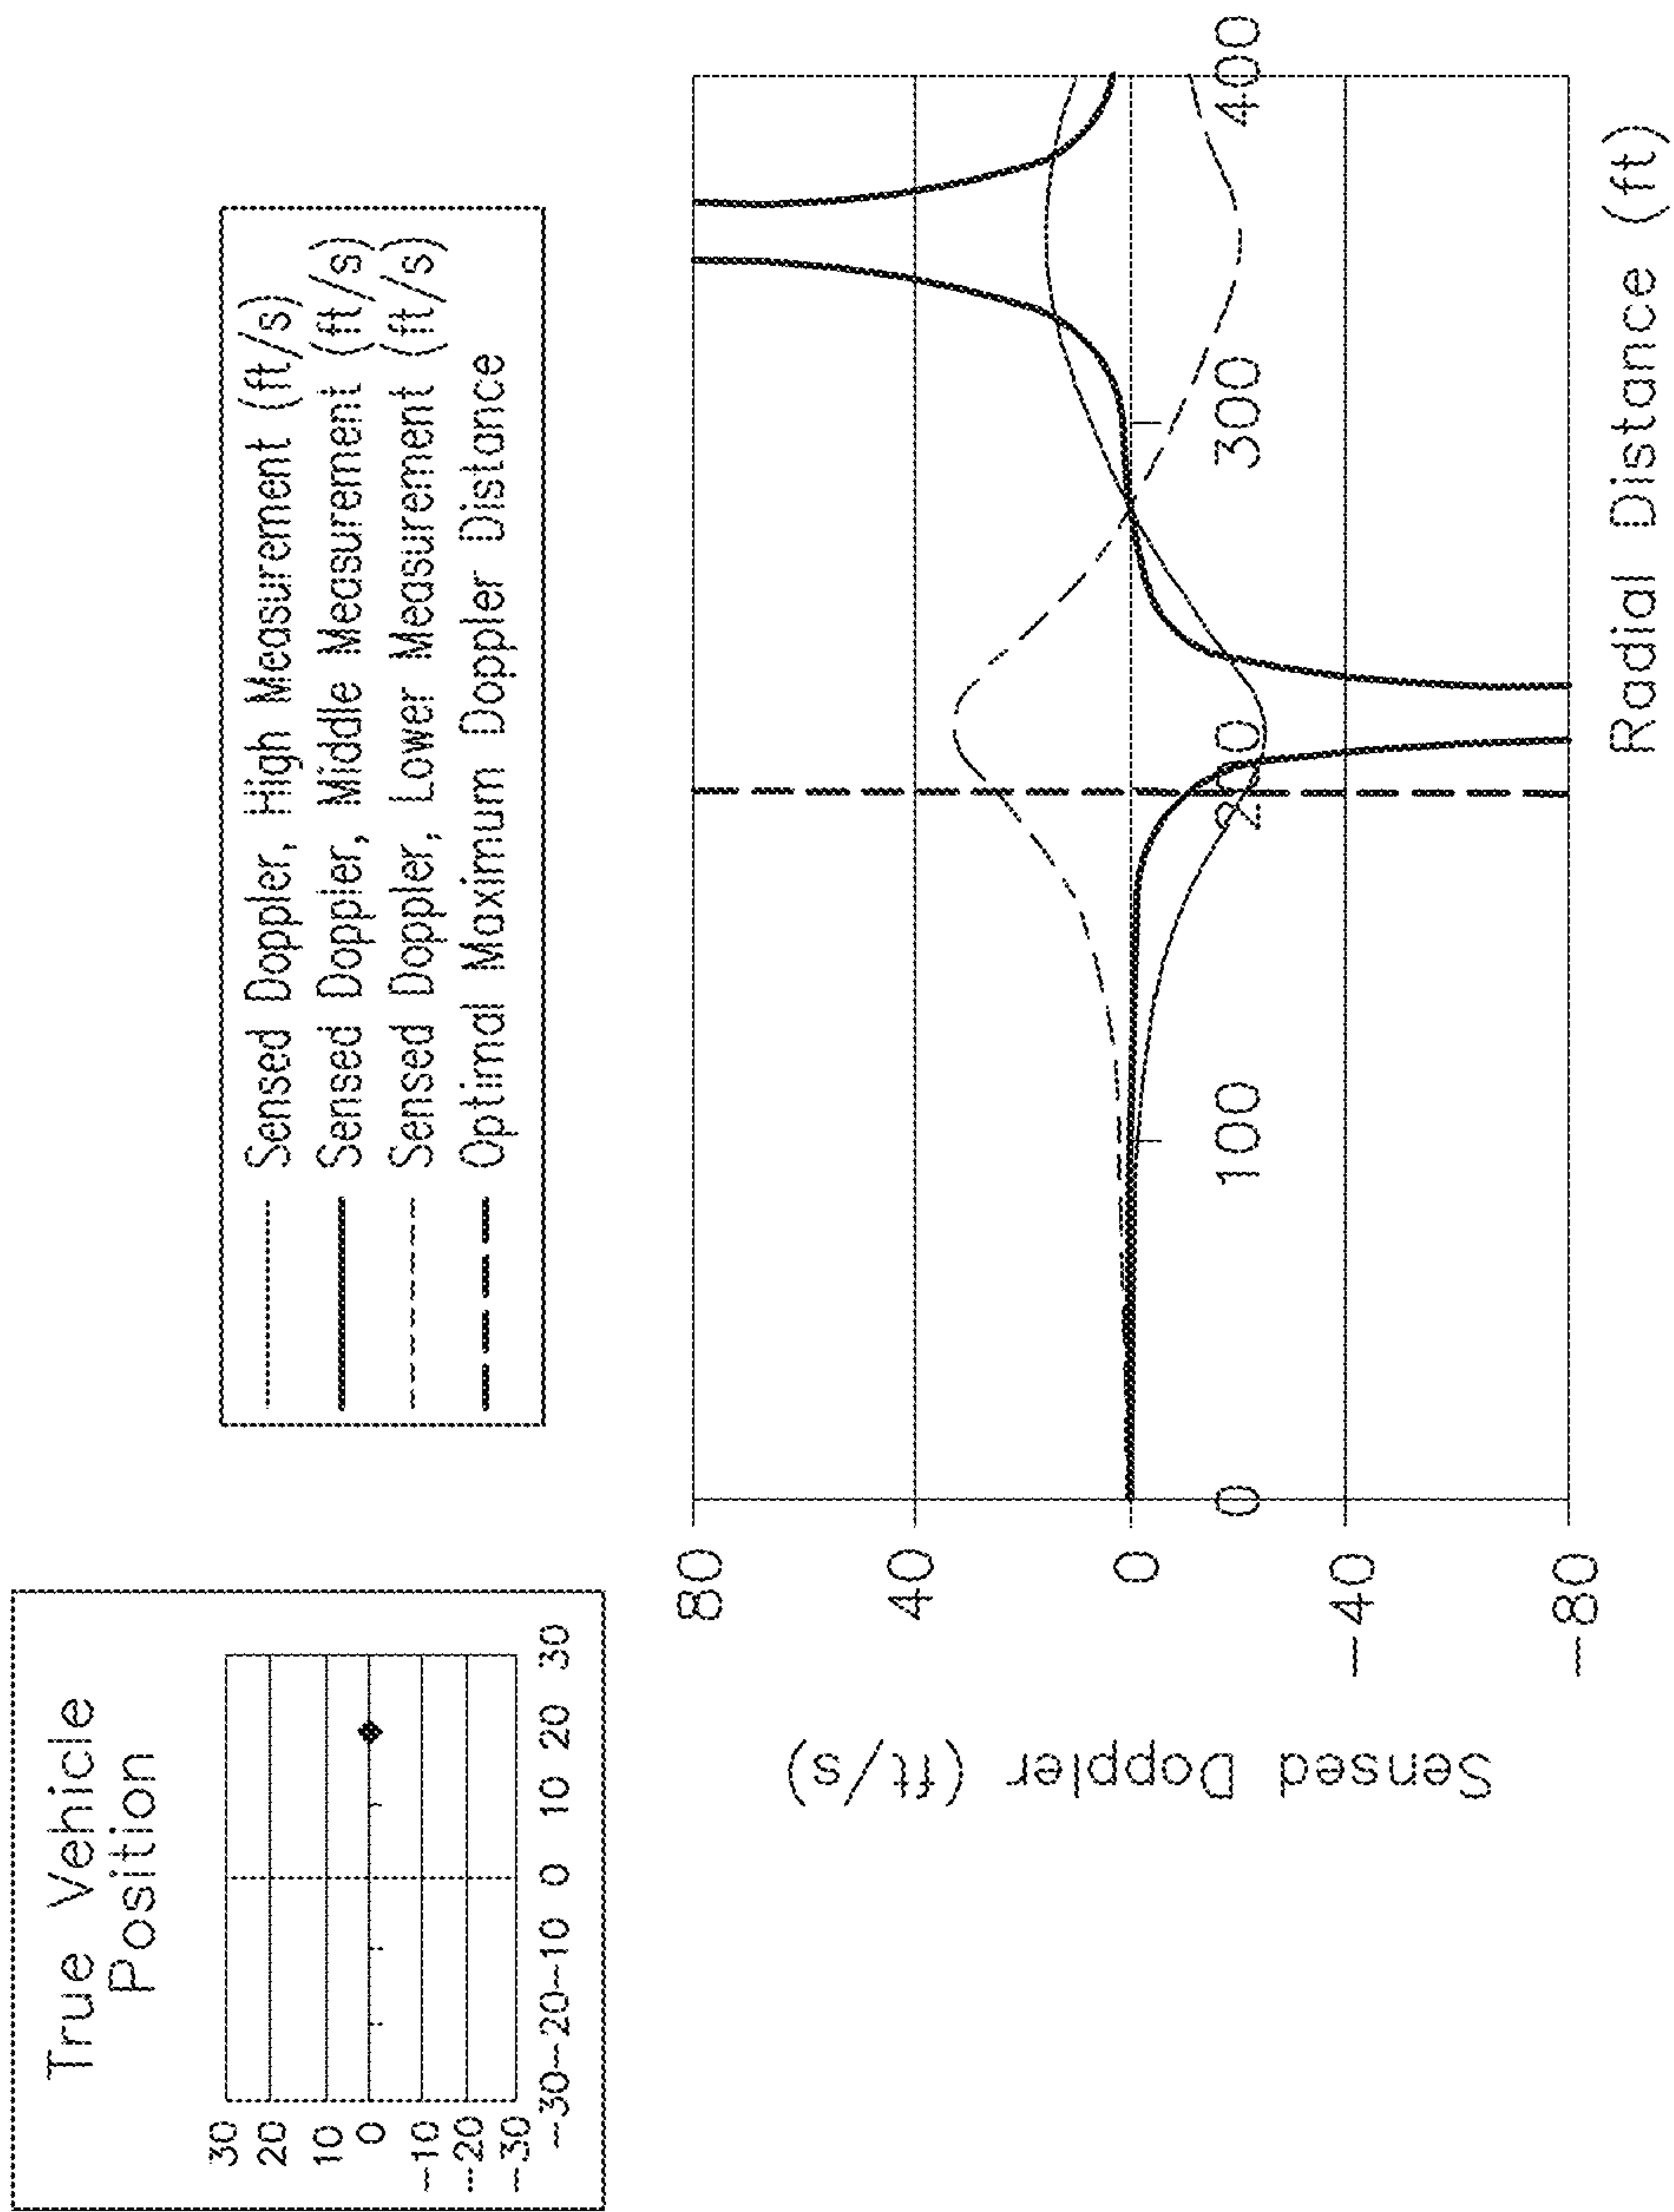 True Vehicle
Position
30
20
10
0
-10
-20
-30
-30-20-10 0 10 20 30
Sensed Doppler, High Measurement (ft/s)
Sensed Doppler, Middle Measurement (ft/s)
Sensed Doppler, Lower Measurement (ft/s)
Optimal Maximum Doppler Distance
Sensed Doppler (ft/s)
80
40
0
-40
-80
0 100 200 300 400
Radial Distance (ft)